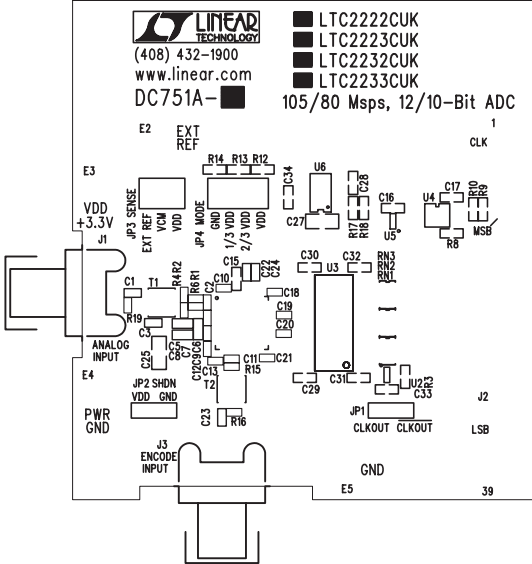 LINEAR
TECHNOLOGY
(408) 432-1900
www.linear.com
DC751A-
LTC2222CUK
LTC2223CUK
LTC2232CUK
LTC2233CUK
105/80 Msps, 12/10-Bit ADC
E2
EXT
REF
1
CLK
E3
R14 R13 R12
C34
U6
C28
C27
R17
R18
C16
U5
U4
C17
R10
R9
MSB
R8
VDD
+3.3V
JP3 SENSE
EXT REF
VCM
VDD
JP4 MODE
GND
1/3 VDD
2/3 VDD
VDD
J1
ANALOG
INPUT
C1
R19
T1
C3
R4
R2
R6
R1
C2
C10
C15
C22
C24
C18
C19
C20
C21
C25
C5
C8
C7
C12
C9
C6
C13
C11
R15
T2
C30
U3
C32
RN3
RN2
RN1
C29
C31
U2
R3
C33
E4
PWR
GND
JP2 SHDN
VDD GND
C23
R16
JP1
CLKOUT CLKOUT
J2
LSB
J3
ENCODE
INPUT
GND
E5
39